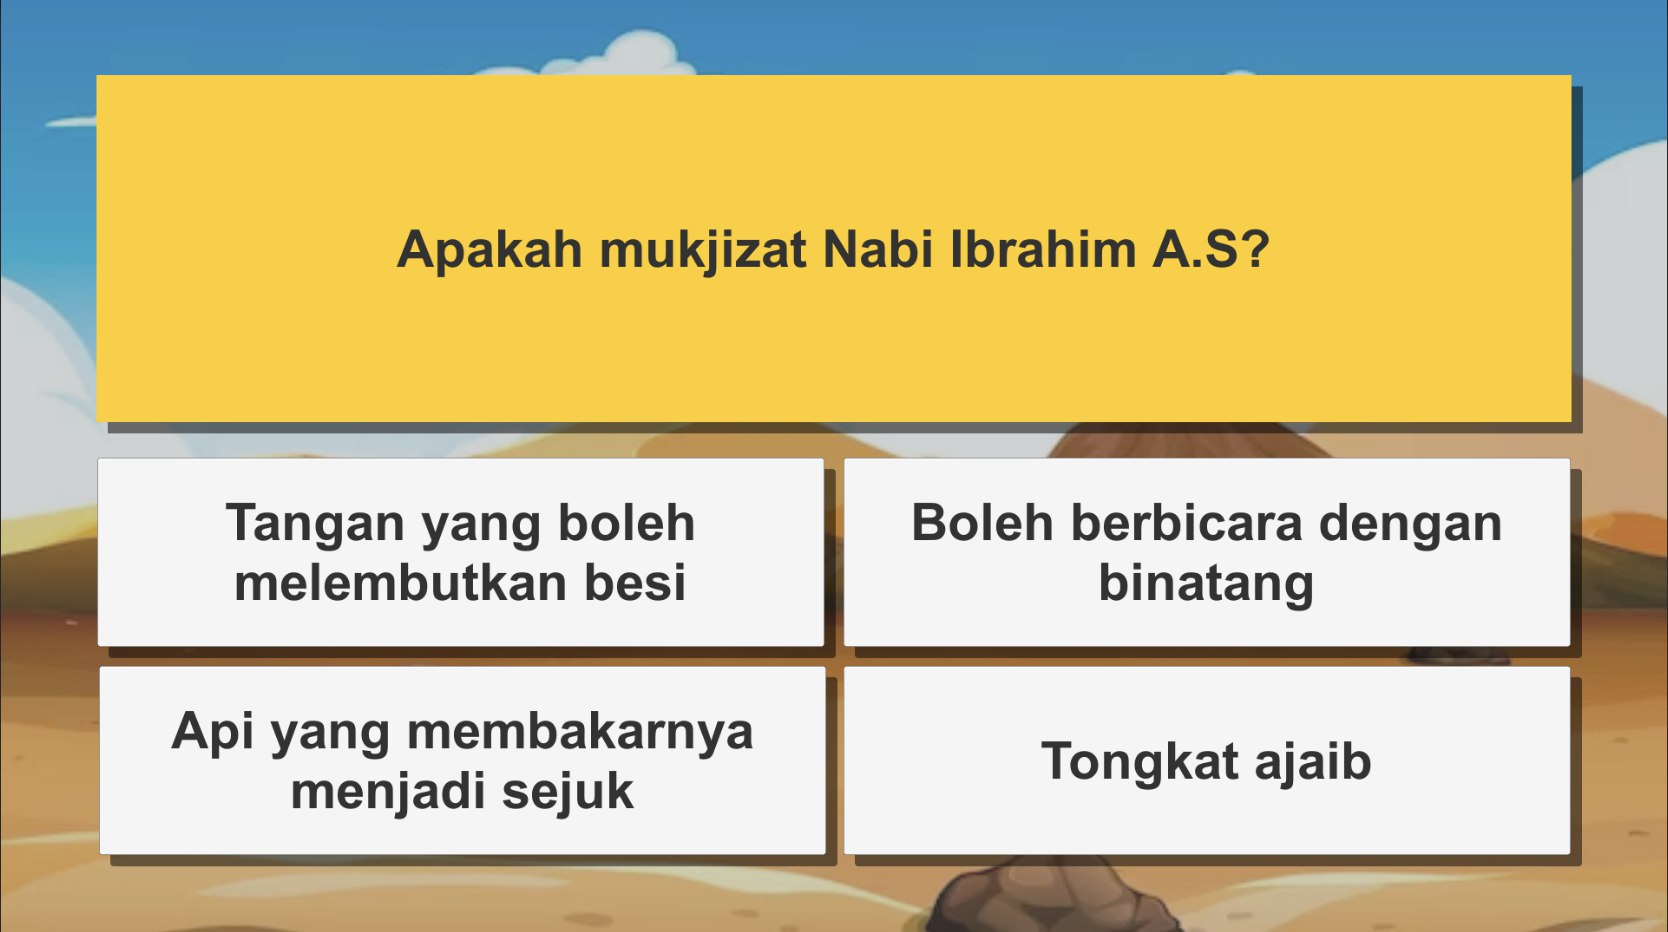 Apakah mukjizat Nabi Ibrahim A.S?
Tangan yang boleh
melembutkan besi
Boleh berbicara dengan
binatang
Api yang membakarnya
menjadi sejuk
Tongkat ajaib